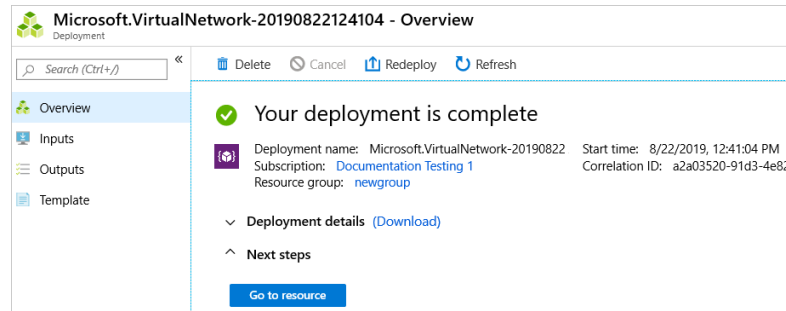 Microsoft.VirtualNetwork-20190822124104 - Overview
Deployment
Search (Ctrl+/)
«
Delete
Cancel
Redeploy
Refresh
Overview
Inputs
Outputs
Template
Your deployment is complete
Deployment name: Microsoft.VirtualNetwork-20190822
Subscription: Documentation Testing 1
Resource group: newgroup
Start time: 8/22/2019, 12:41:04 PM
Correlation ID: a2a03520-91d3-4e82
Deployment details (Download)
Next steps
Go to resource